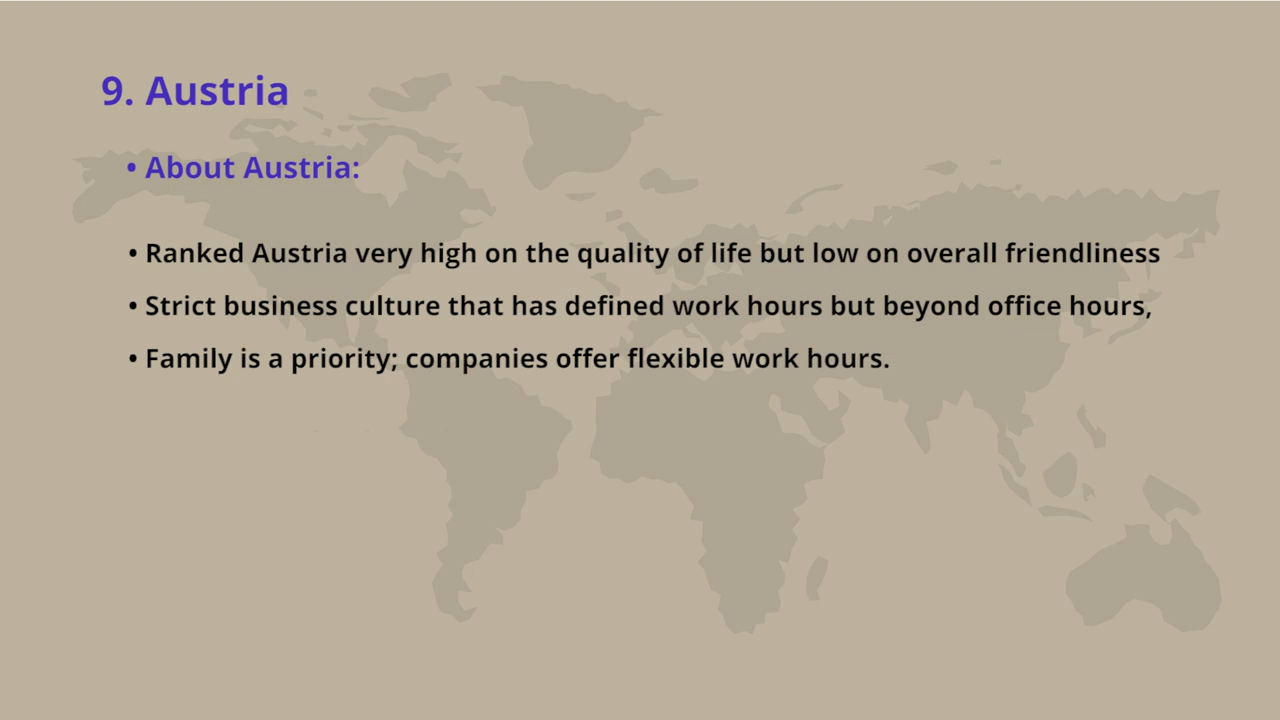 9. Austria
• About Austria:
• Ranked Austria very high on the quality of life but low on overall friendliness
• Strict business culture that has defined work hours but beyond office hours,
• Family is a priority; companies offer flexible work hours.